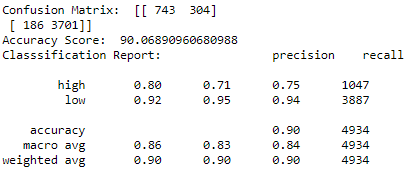 Confusion Matrix:  [[ 743  304]
 [ 186 3701]]
Accuracy Score:  90.06890960680988
Classsification Report:                precision    recall
high       0.80      0.71      0.75      1047
low       0.92      0.95      0.94      3887
accuracy                           0.90      4934
macro avg       0.86      0.83      0.84      4934
weighted avg       0.90      0.90      0.90      4934